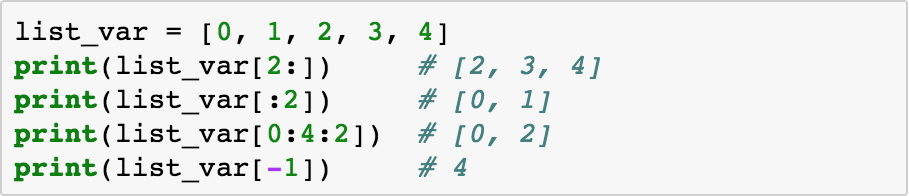 list_var = [0, 1, 2, 3, 4]
print(list_var[2:])     # [2, 3, 4]
print(list_var[:2])     # [0, 1]
print(list_var[0:4:2])  # [0, 2]
print(list_var[-1])     # 4